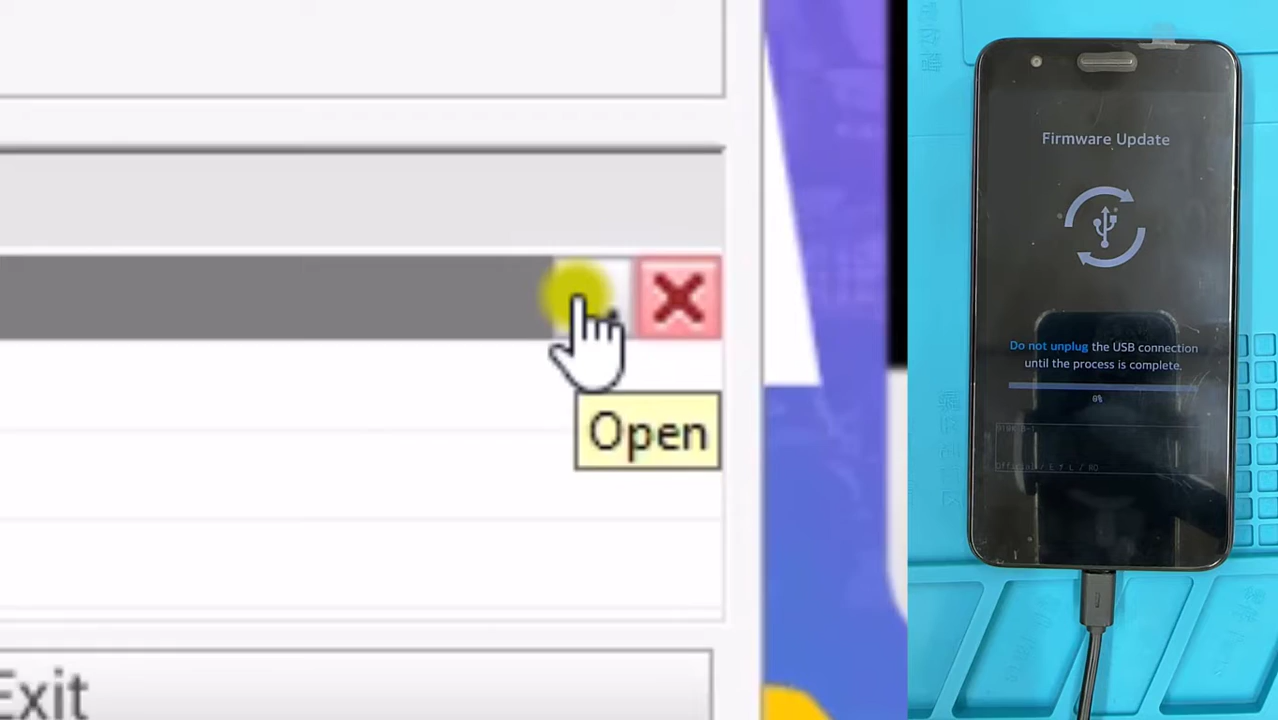 Open
Exit
Firmware Update
Do not unplug the USB connection
until the process is complete.
0%